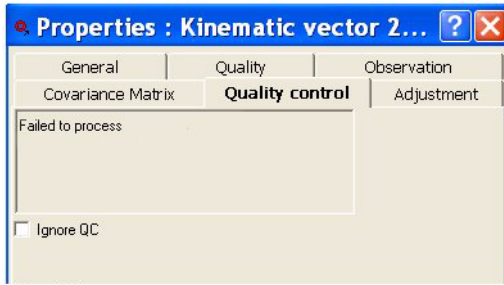 Properties : Kinematic vector 2...
General Quality Observation
Covariance Matrix Quality control Adjustment
Failed to process
Ignore QC